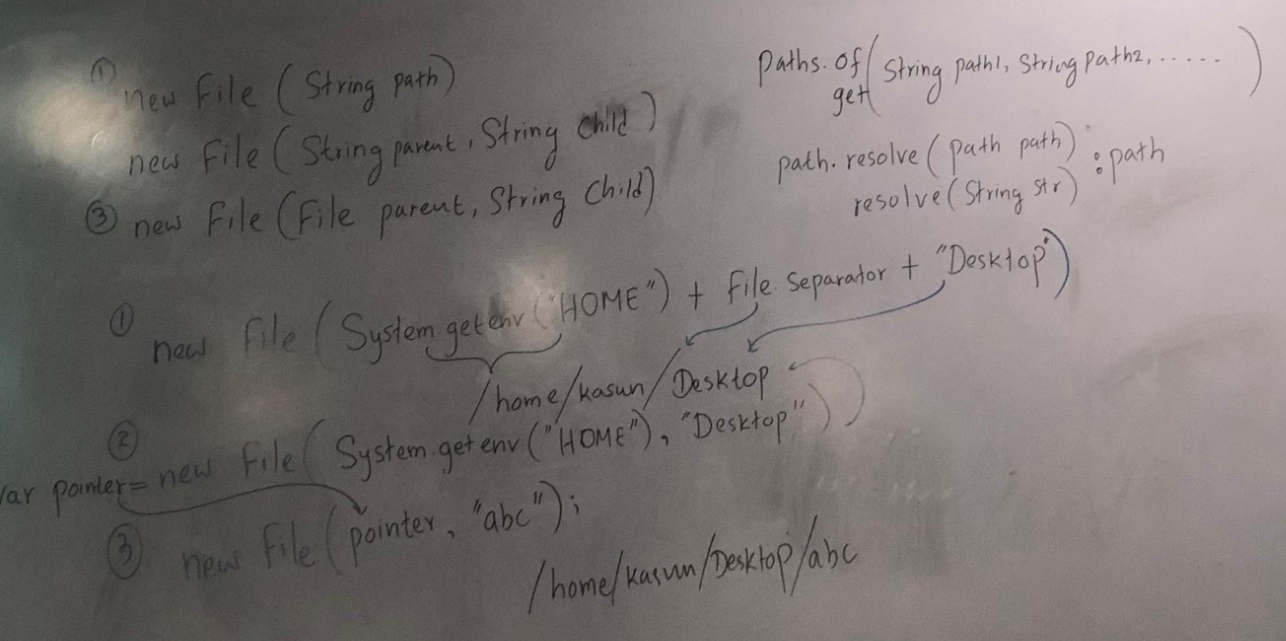 ① new File ( String path)
new File ( String parent, String Child )
③ new File (File parent, String Child)
Paths. of ( String path1, String path2, ...... )
get
path. resolve ( path path)
resolve ( String str) : path
① new File ( System.getenv ("HOME") + File. Separator + "Desktop")
/home/kasun/Desktop
② var pointer= new File ( System.getenv ("HOME"), "Desktop")
③ new File ( pointer, "abc");
/home/kasun/Desktop/abc